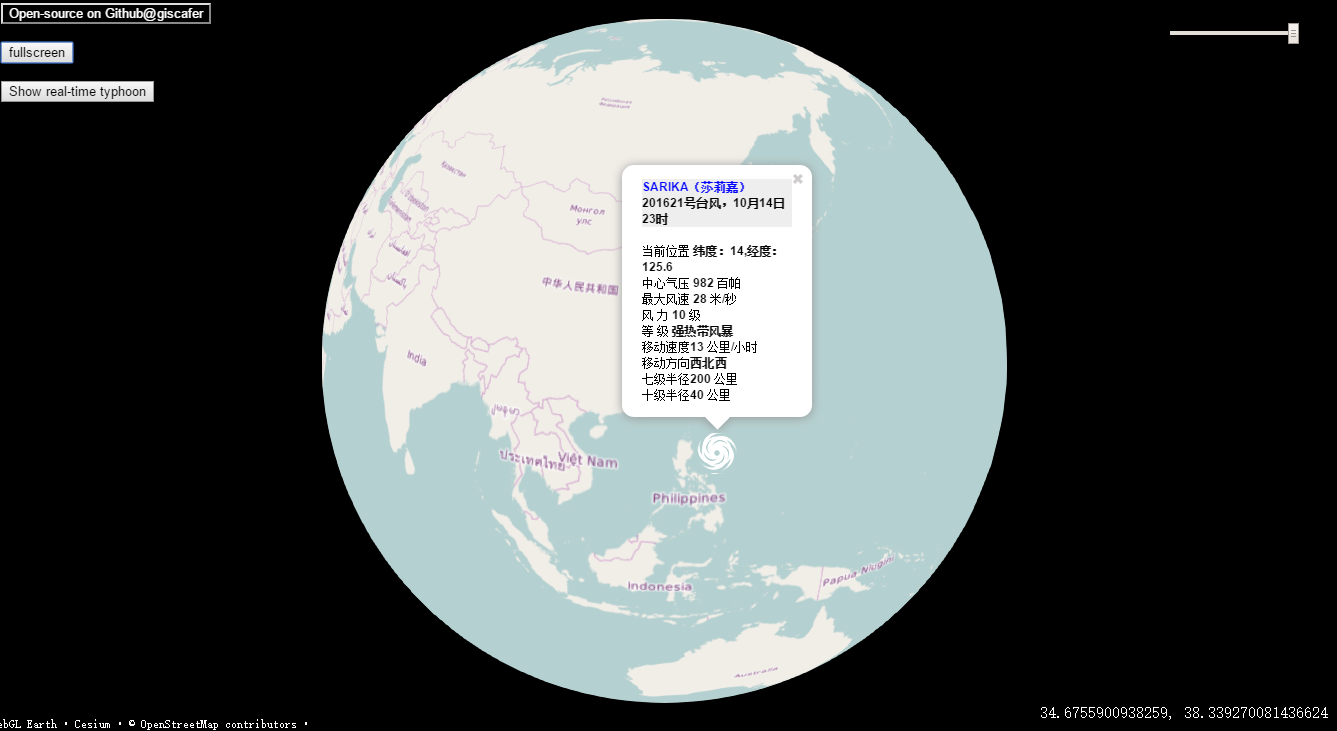 Open-source on Github@giscafer
fullscreen
Show real-time typhoon
Монгол
улс
中华人民共和国
India
ประเทศไทย
Việt Nam
Philippines
Indonesia
Papua Niugini
Australia
SARIKA（莎莉嘉）
201621号台风，10月14日
23时
当前位置 纬度：14,经度：
125.6
中心气压 982 百帕
最大风速 28 米/秒
风 力 10 级
等 级 强热带风暴
移动速度13 公里/小时
移动方向西北西
七级半径200 公里
十级半径40 公里
34.6755900938259, 38.339270081436624
ebGL Earth • Cesium • © OpenStreetMap contributors •